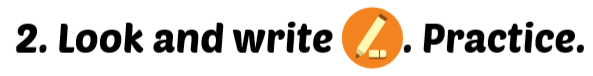 2. Look and write . Practice.